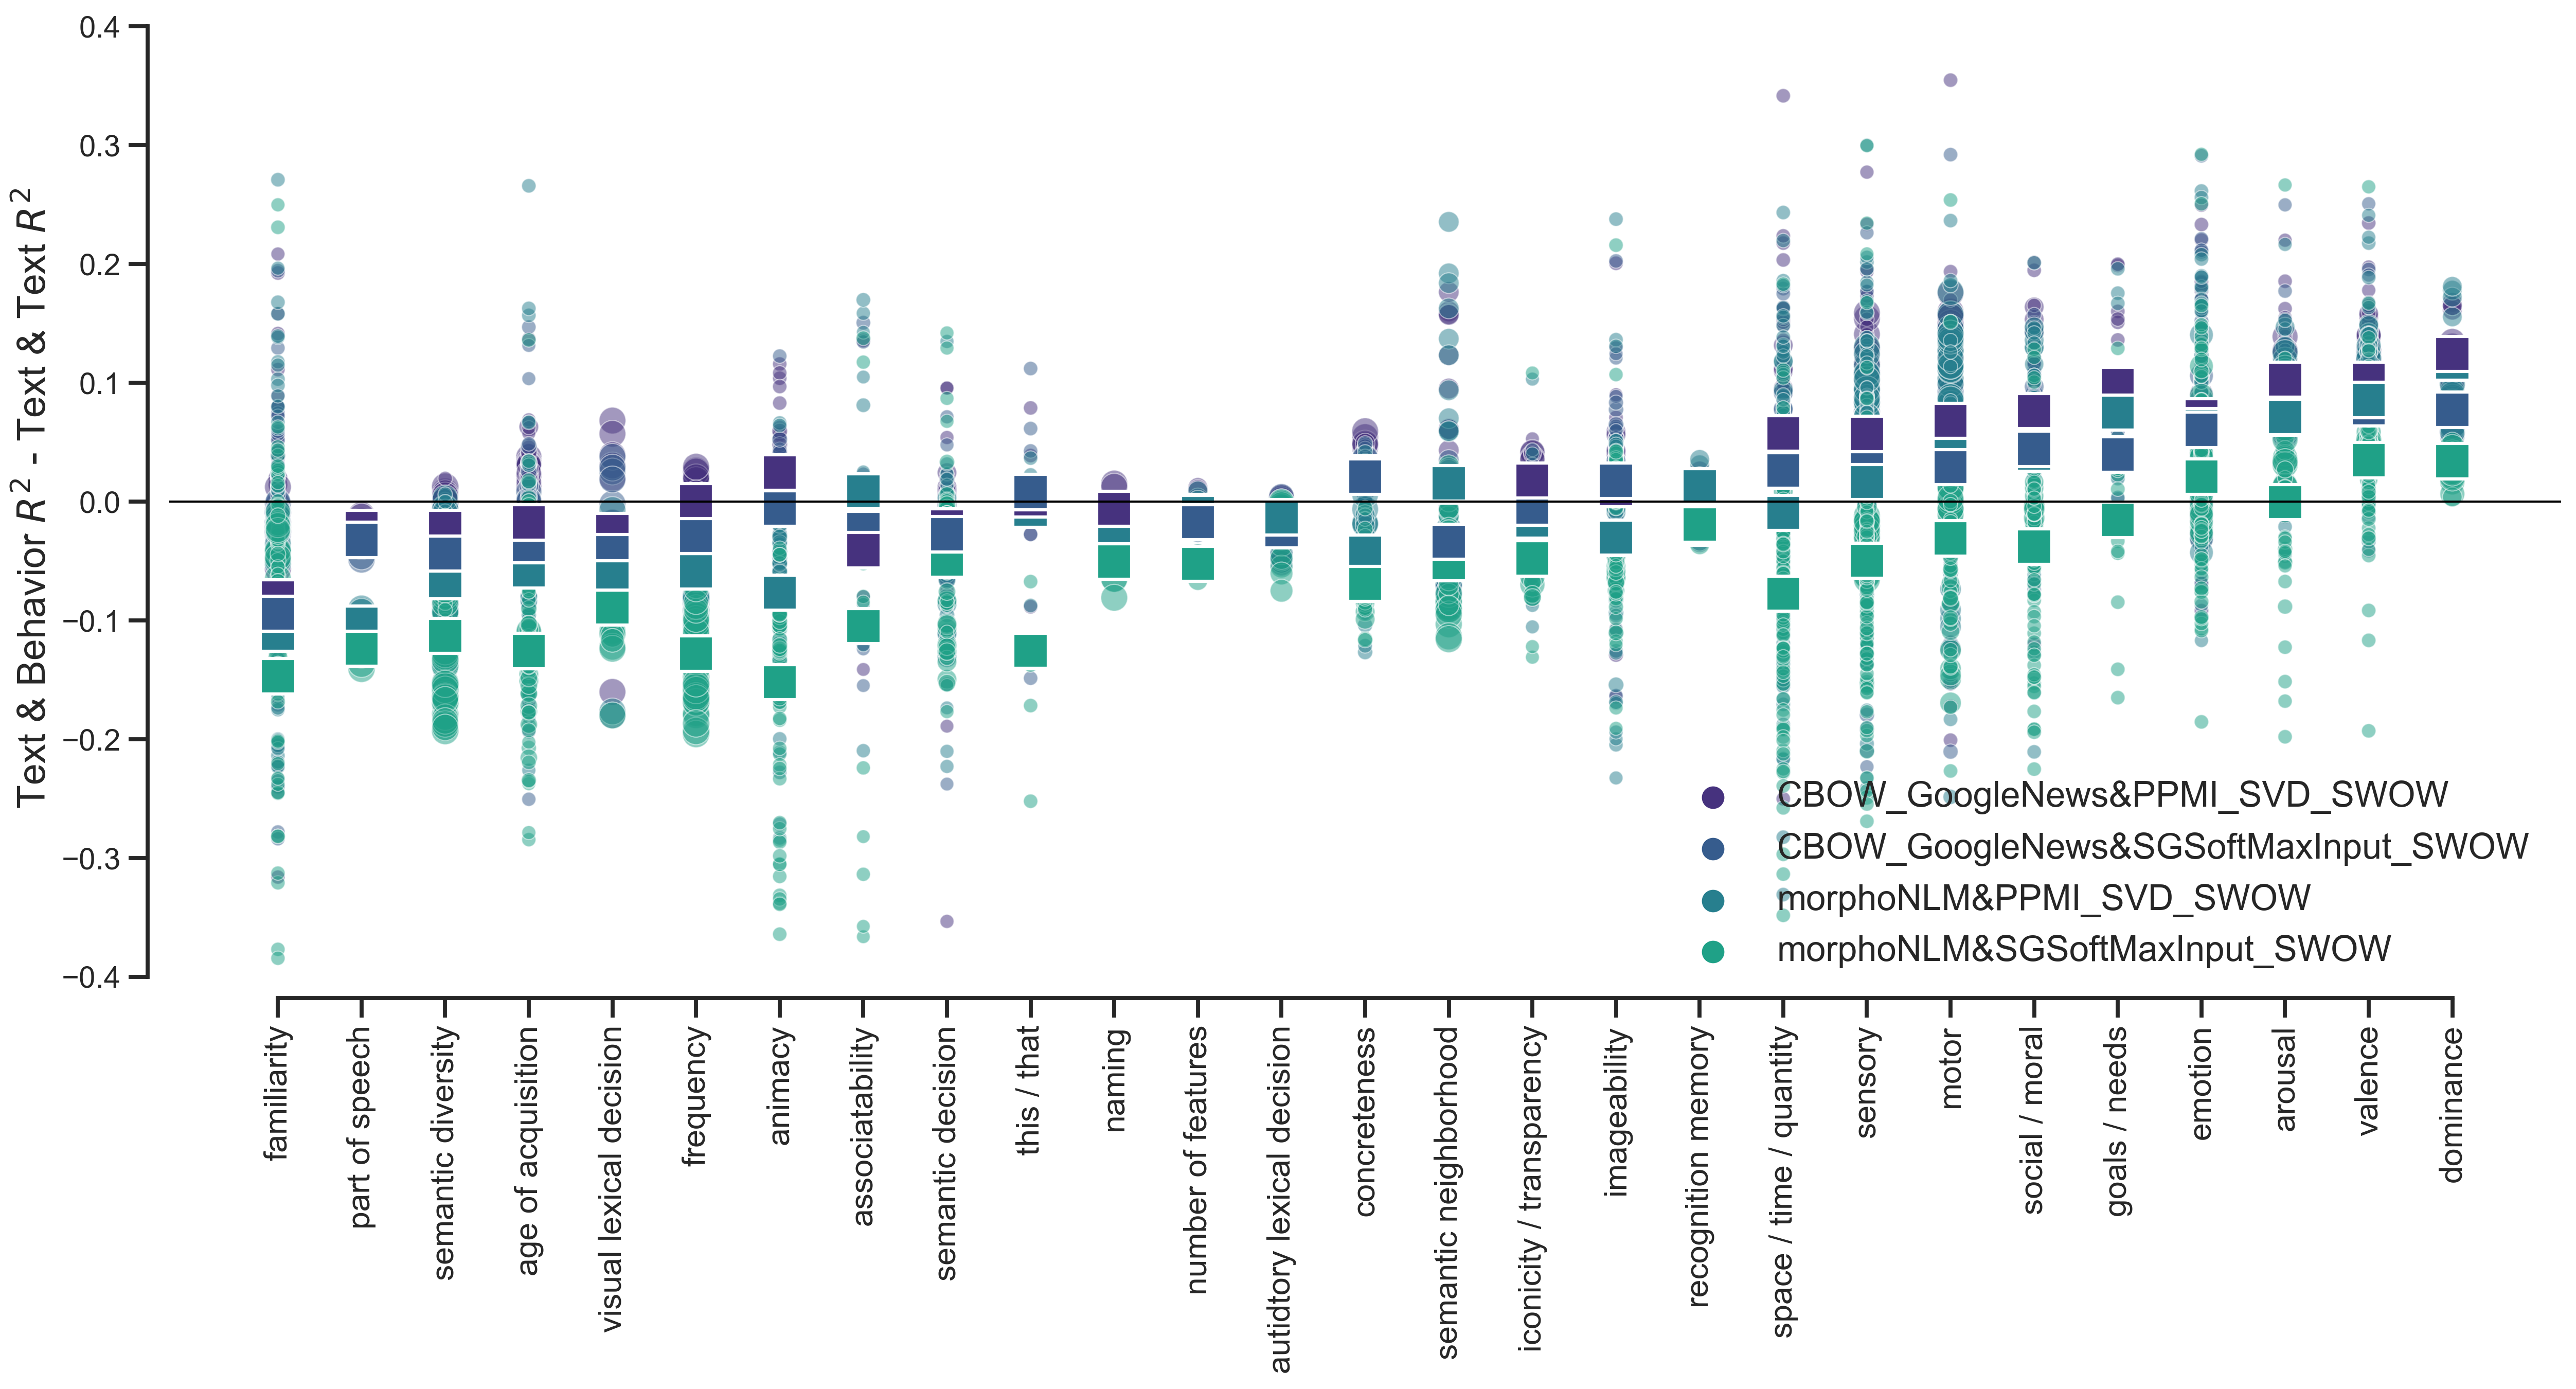 Text & Behavior R² - Text & Text R²
0.4
0.3
0.2
0.1
0.0
−0.1
−0.2
−0.3
−0.4
CBOW_GoogleNews&PPMI_SVD_SWOW
CBOW_GoogleNews&SGSoftMaxInput_SWOW
morphoNLM&PPMI_SVD_SWOW
morphoNLM&SGSoftMaxInput_SWOW
familiarity
part of speech
semantic diversity
age of acquisition
visual lexical decision
frequency
animacy
associatability
semantic decision
this / that
naming
number of features
autidtory lexical decision
concreteness
semantic neighborhood
iconicity / transparency
imageability
recognition memory
space / time / quantity
sensory
motor
social / moral
goals / needs
emotion
arousal
valence
dominance